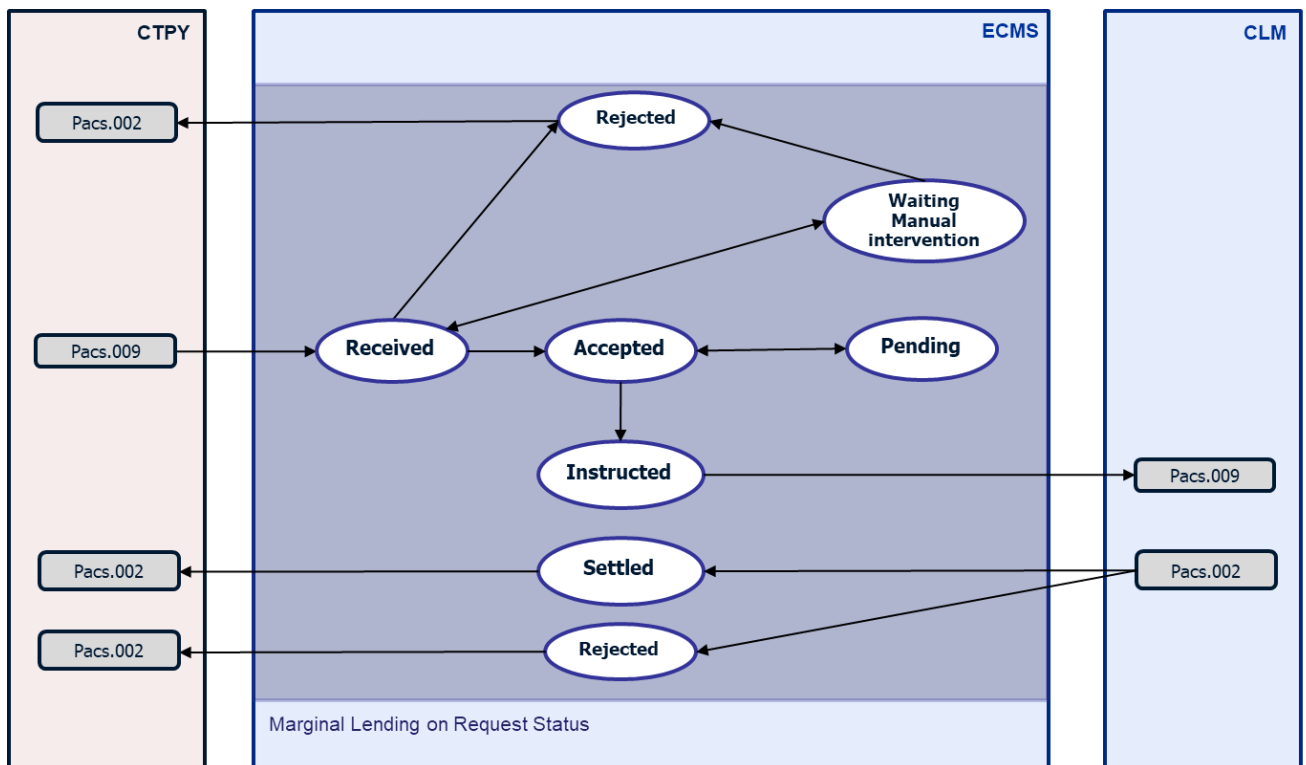 CTPY
ECMS
CLM
Pacs.002
Rejected
Waiting
Manual
intervention
Pacs.009
Received
Accepted
Pending
Instructed
Pacs.009
Pacs.002
Settled
Pacs.002
Pacs.002
Rejected
Marginal Lending on Request Status